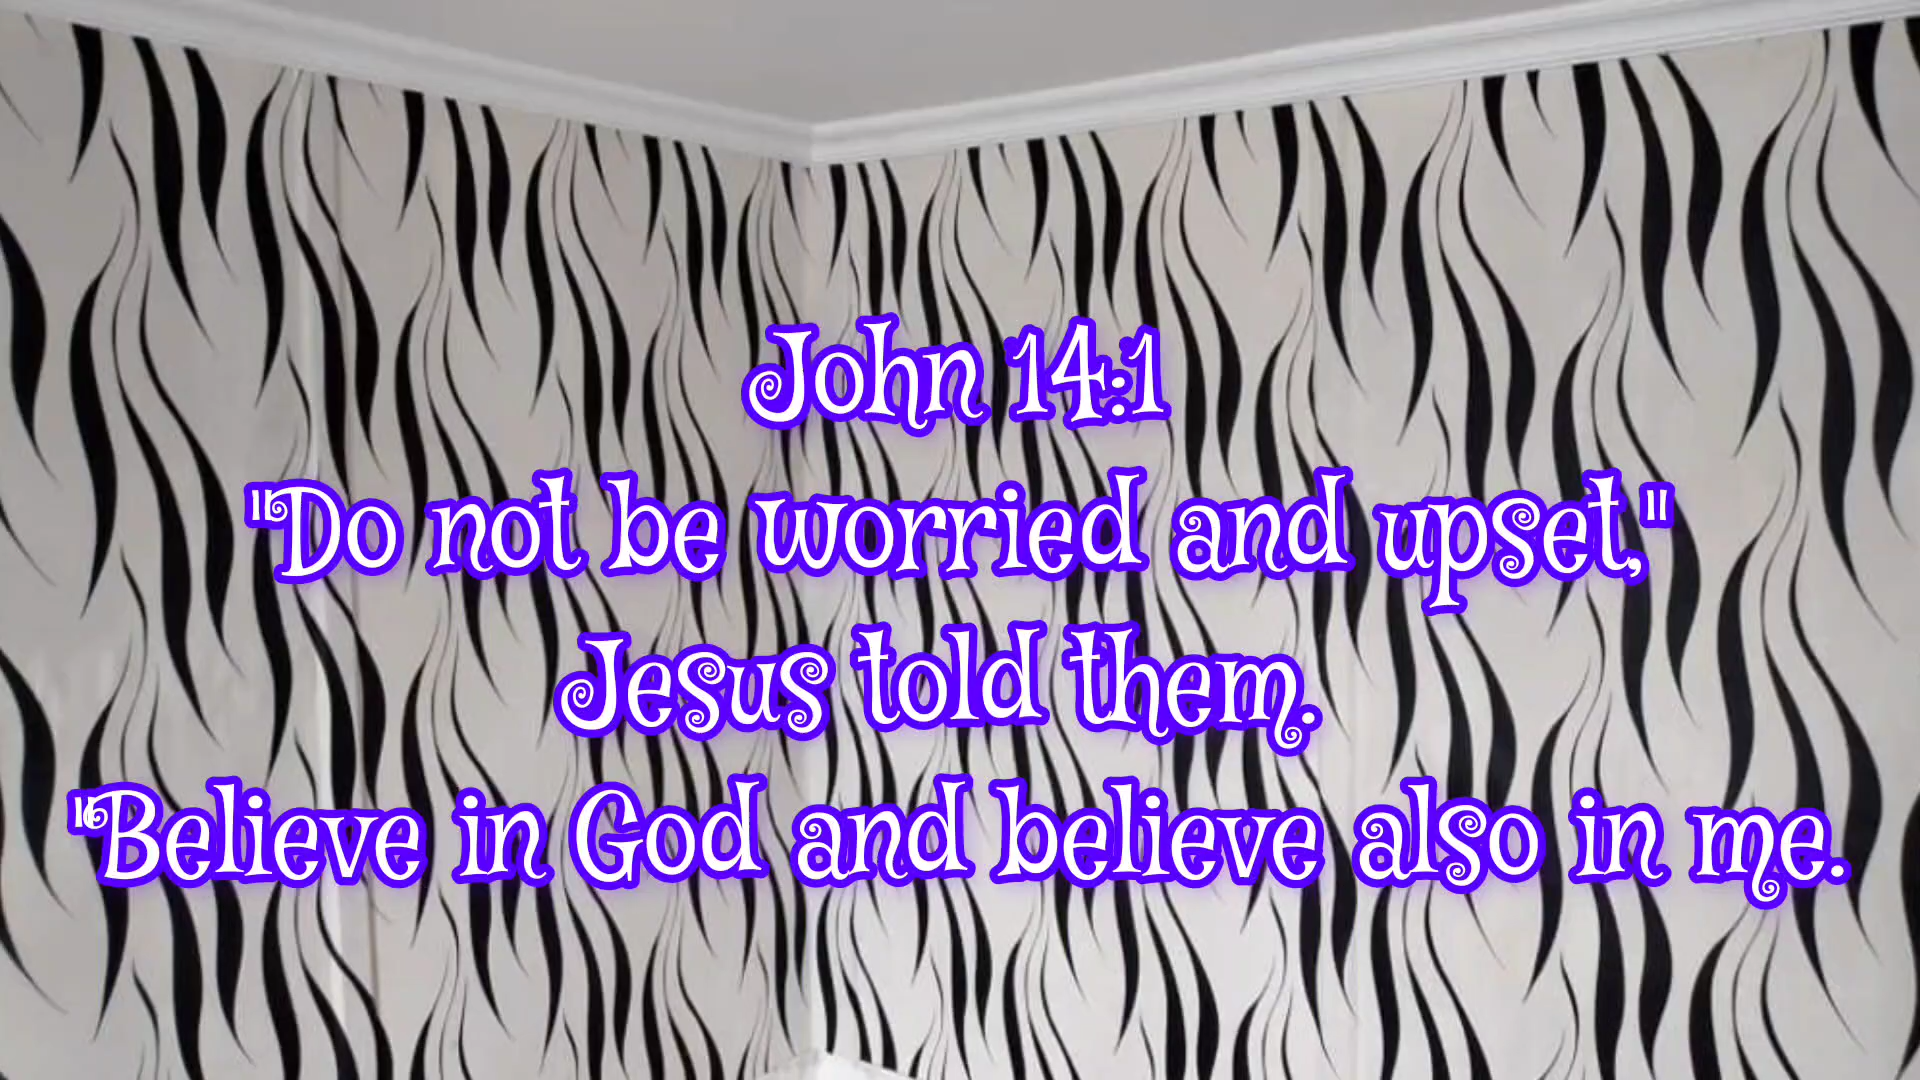 John 14:1
"Do not be worried and upset,"
Jesus told them.
"Believe in God and believe also in me.